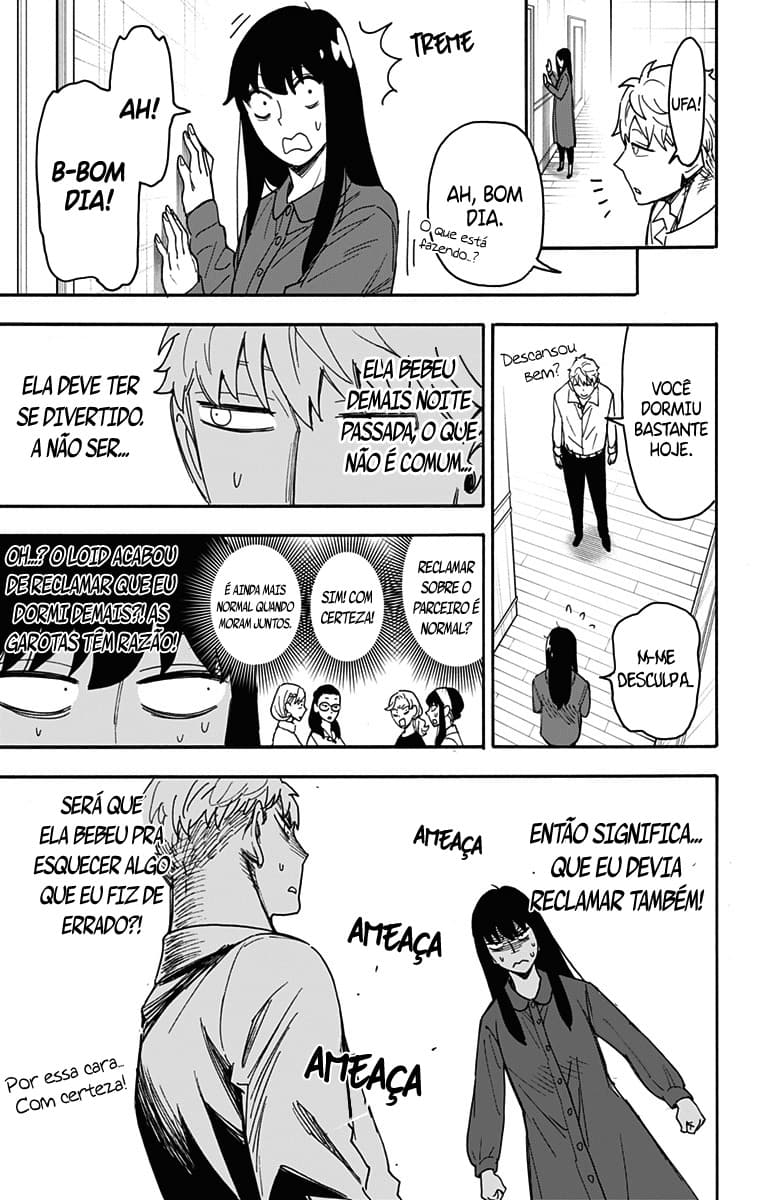 UFA!
TREME
AH, BOM
DIA.
O que está
fazendo...?
AH!
B-BOM
DIA!
VOCÊ
DORMIU
BASTANTE
HOJE.
Descansou
bem?
M-ME
DESCULPA...
ELA BEBEU
DEMAIS NOITE
PASSADA, O QUE
NÃO É COMUM...
ELA DEVE TER
SE DIVERTIDO.
A NÃO SER...
RECLAMAR
SOBRE O
PARCEIRO É
NORMAL?
SIM! COM
CERTEZA!
É AINDA MAIS
NORMAL QUANDO
MORAM JUNTOS.
OH...? O LOID ACABOU
DE RECLAMAR QUE EU
DORMI DEMAIS?! AS
GAROTAS TÊM RAZÃO!
ENTÃO SIGNIFICA...
QUE EU DEVIA
RECLAMAR TAMBÉM!
AMEAÇA
AMEAÇA
AMEAÇA
SERÁ QUE
ELA BEBEU PRA
ESQUECER ALGO
QUE EU FIZ DE
ERRADO?!
Por essa cara...
Com certeza!